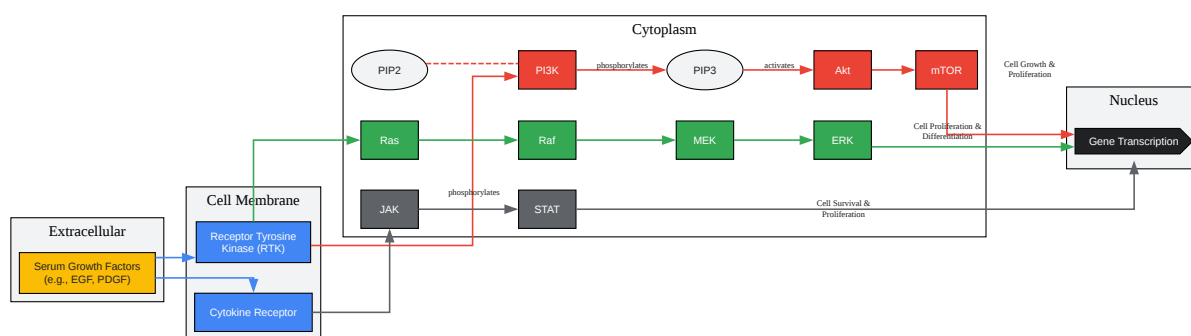 Cytoplasm
PIP2
PI3K
phosphorylates
PIP3
activates
Akt
mTOR
Cell Growth &
Proliferation
Nucleus
Gene Transcription
Ras
Raf
MEK
ERK
Cell Proliferation &
Differentiation
JAK
phosphorylates
STAT
Cell Survival &
Proliferation
Cell Membrane
Receptor Tyrosine
Kinase (RTK)
Cytokine Receptor
Extracellular
Serum Growth Factors
(e.g., EGF, PDGF)